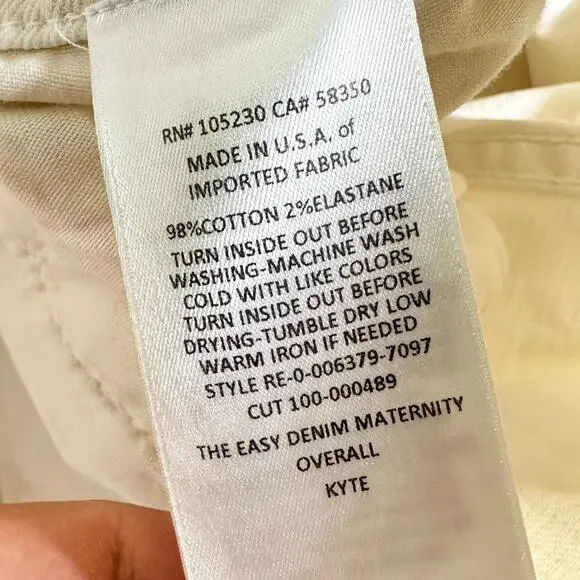 RN# 105230 CA# 58350
MADE IN U.S.A. of
IMPORTED FABRIC
98%COTTON 2%ELASTANE
TURN INSIDE OUT BEFORE
WASHING-MACHINE WASH
COLD WITH LIKE COLORS
TURN INSIDE OUT BEFORE
DRYING-TUMBLE DRY LOW
WARM IRON IF NEEDED
STYLE RE-0-006379-7097
CUT 100-000489
THE EASY DENIM MATERNITY
OVERALL
KYTE